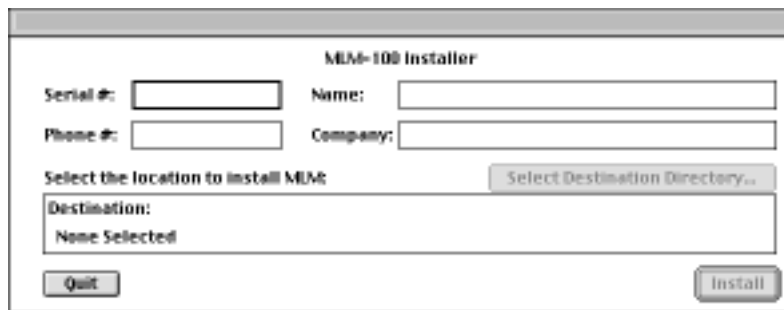 MLM-100 Installer
Serial #: Name:
Phone #: Company:
Select the location to install MLM: Select Destination Directory...
Destination:
None Selected
Quit Install